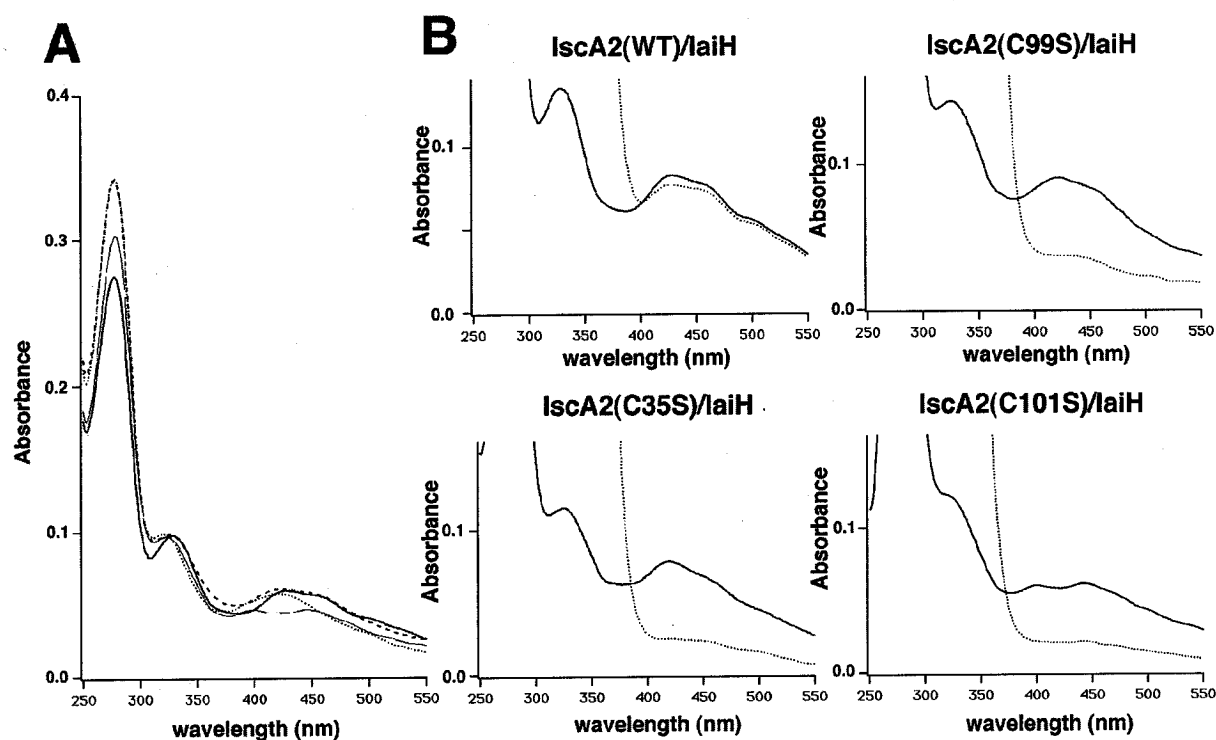 A
0.4
0.3
0.2
0.1
0.0
Absorbance
250 300 350 400 450 500 550
wavelength (nm)
B
IscA2(WT)/IaiH
0.1
0.0
Absorbance
250 300 350 400 450 500 550
wavelength (nm)
IscA2(C99S)/IaiH
0.1
0.0
Absorbance
250 300 350 400 450 500 550
wavelength (nm)
IscA2(C35S)/IaiH
0.1
0.0
Absorbance
250 300 350 400 450 500 550
wavelength (nm)
IscA2(C101S)/IaiH
0.1
0.0
Absorbance
250 300 350 400 450 500 550
wavelength (nm)